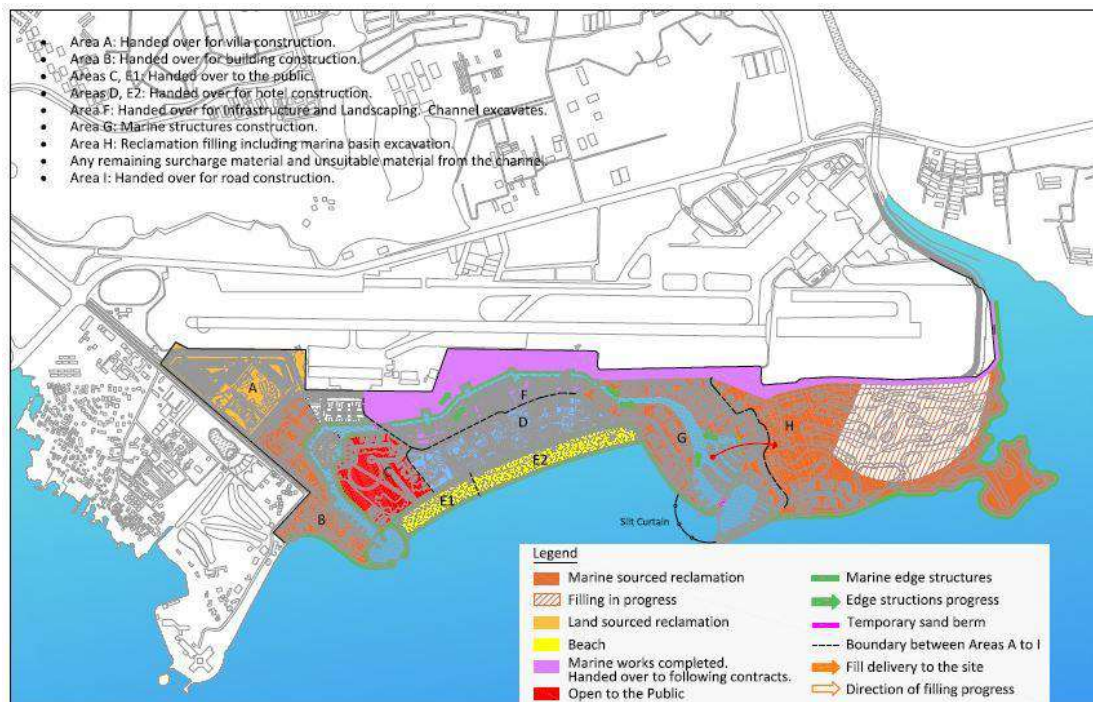 • Area A: Handed over for villa construction.
• Area B: Handed over for building construction.
• Areas C, E1: Handed over to the public.
• Areas D, E2: Handed over for hotel construction.
• Area F: Handed over for Infrastructure and Landscaping. Channel excavates.
• Area G: Marine structures construction.
• Area H: Reclamation filling including marina basin excavation.
• Any remaining surcharge material and unsuitable material from the channel.
• Area I: Handed over for road construction.
A
F
D
H
G
E2
C
E1
B
Silt Curtain
Legend
Marine sourced reclamation
Filling in progress
Land sourced reclamation
Beach
Marine works completed.
Handed over to following contracts.
Open to the Public
Marine edge structures
Edge structions progress
Temporary sand berm
Boundary between Areas A to I
Fill delivery to the site
Direction of filling progress